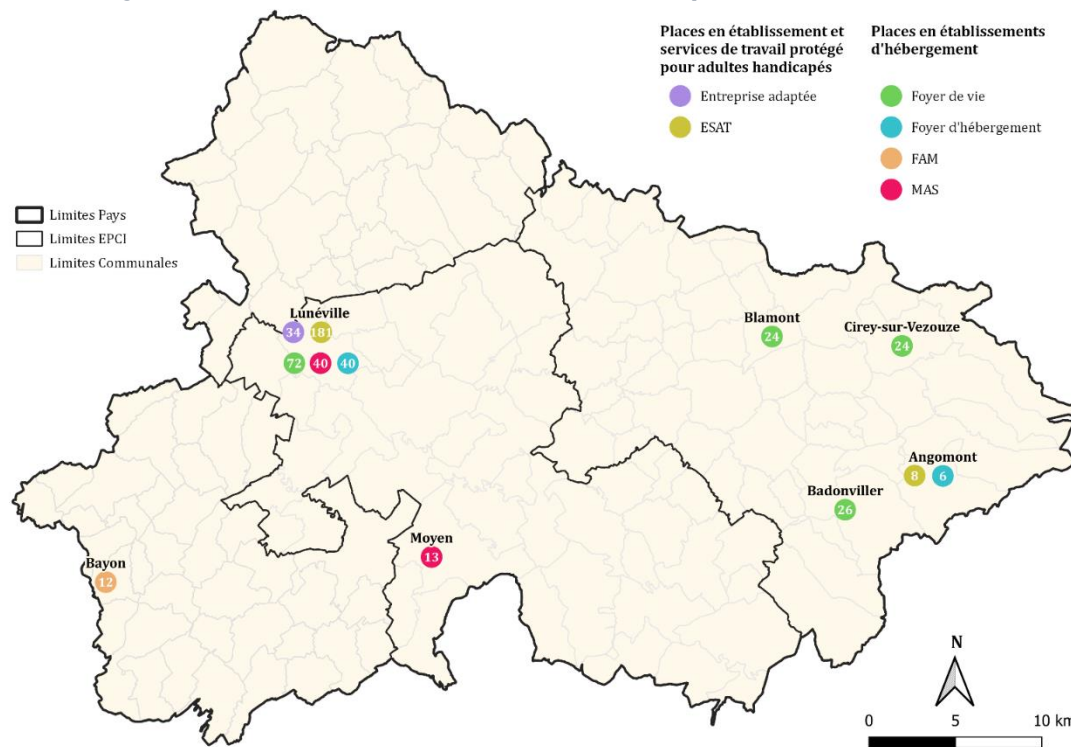 Places en établissement et
services de travail protégé
pour adultes handicapés
Entreprise adaptée
ESAT
Places en établissements
d'hébergement
Foyer de vie
Foyer d'hébergement
FAM
MAS
Limites Pays
Limites EPCI
Limites Communales
Lunéville
34
181
72
40
40
Blamont
24
Cirey-sur-Vezouze
24
Angomont
8
6
Badonviller
26
Moyen
13
Bayon
12
N
0
5
10 km